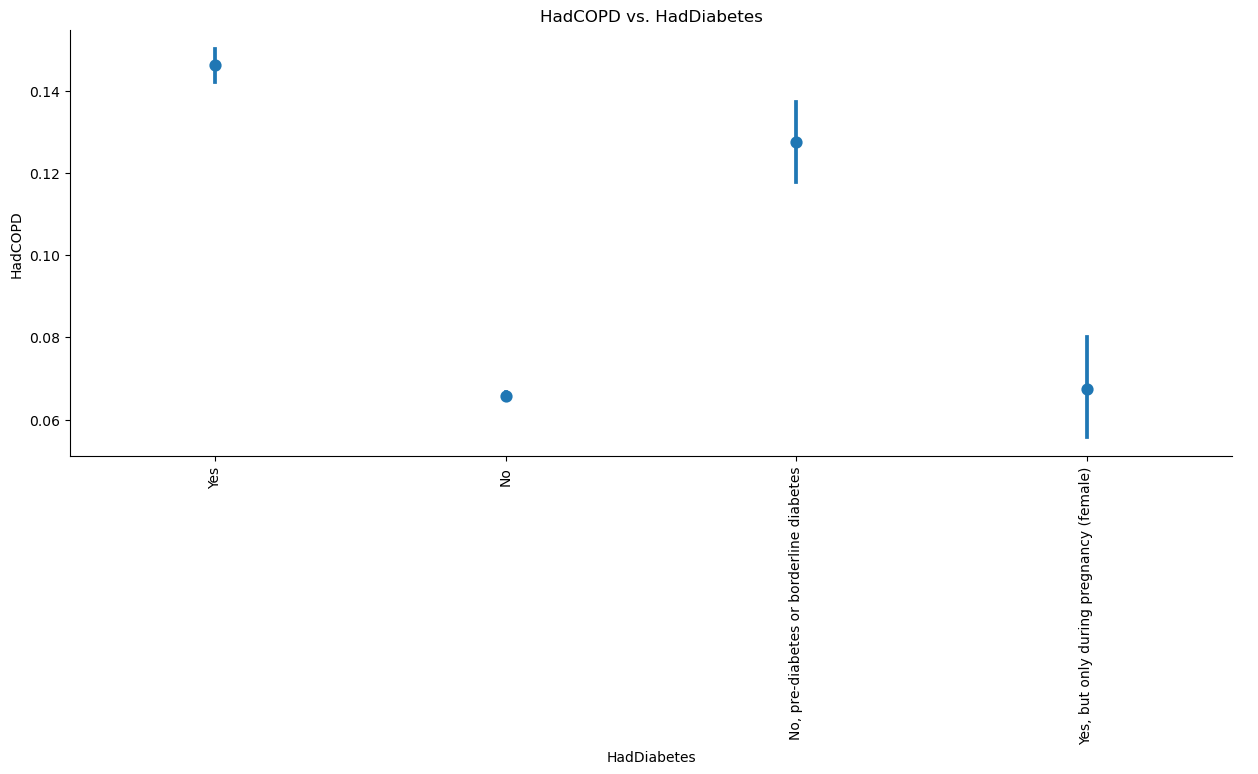 HadCOPD vs. HadDiabetes
HadCOPD
0.14
0.12
0.10
0.08
0.06
Yes
No
No, pre-diabetes or borderline diabetes
Yes, but only during pregnancy (female)
HadDiabetes